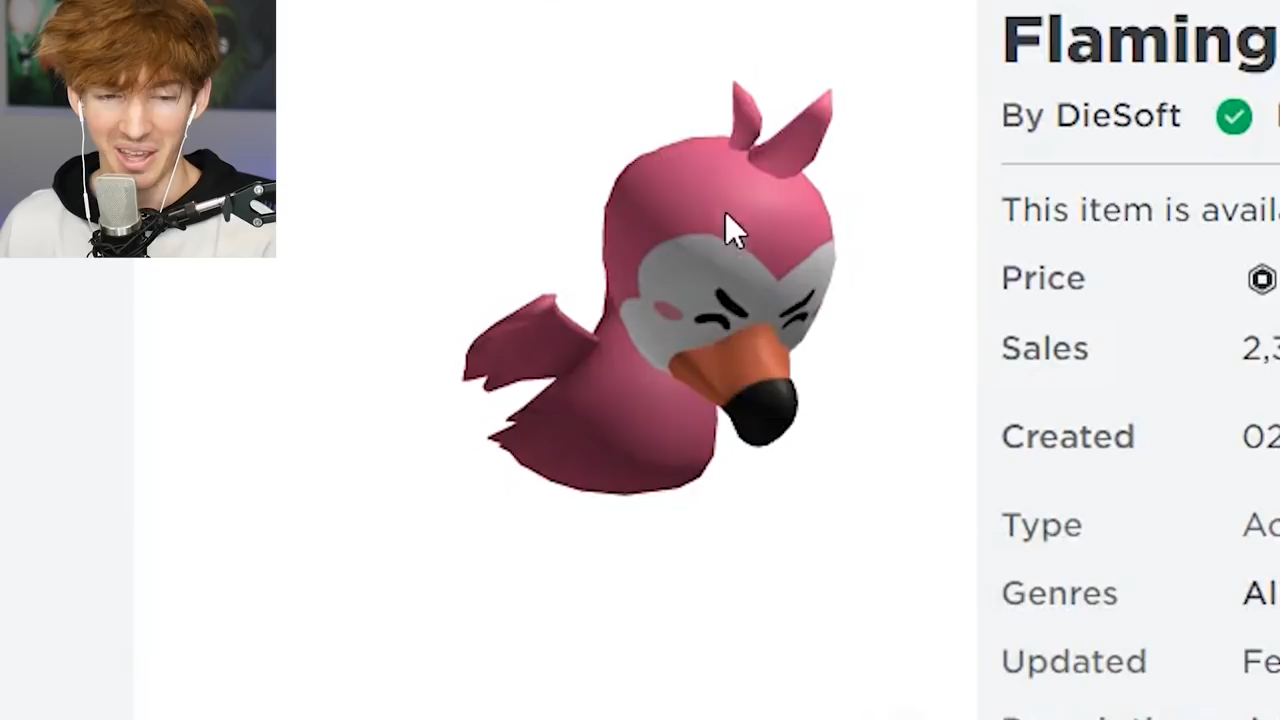 Flaming
By DieSoft
This item is avail
Price
Sales 2,3
Created 02
Type Ac
Genres Al
Updated Fe